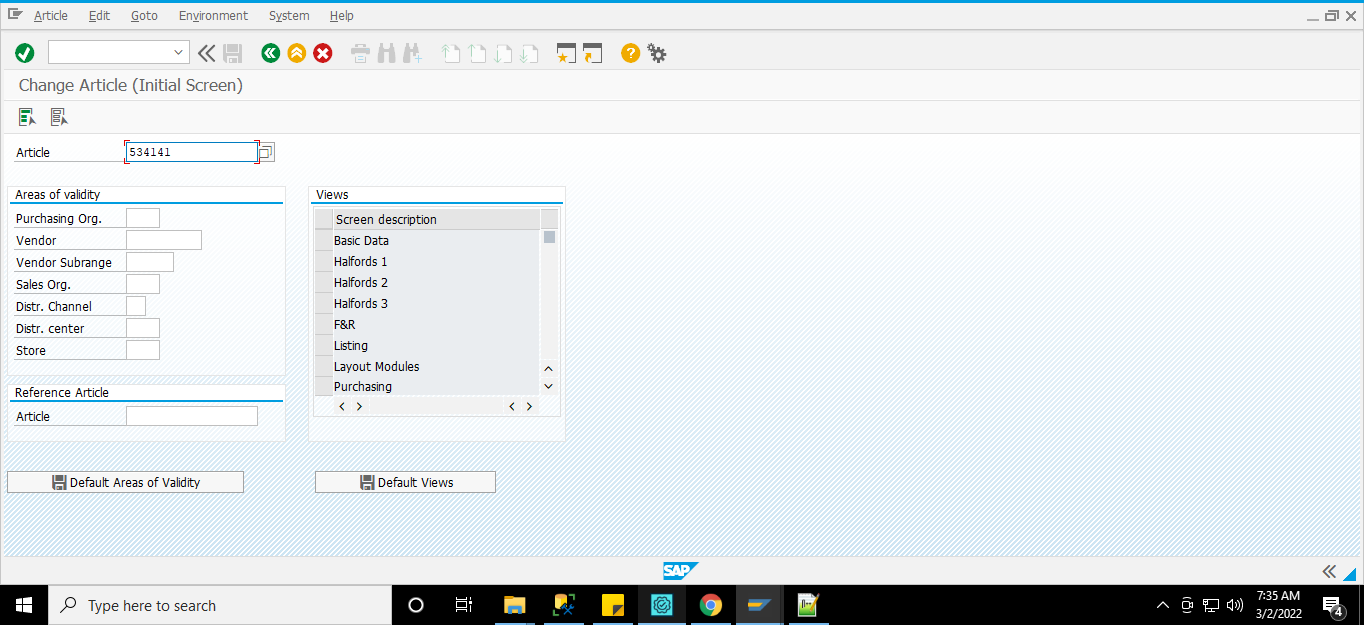 Article Edit Goto Environment System Help
Change Article (Initial Screen)
Article 534141
Areas of validity
Purchasing Org.
Vendor
Vendor Subrange
Sales Org.
Distr. Channel
Distr. center
Store
Reference Article
Article
Views
Screen description
Basic Data
Halfords 1
Halfords 2
Halfords 3
F&R
Listing
Layout Modules
Purchasing
Default Areas of Validity
Default Views
SAP
Type here to search
7:35 AM
3/2/2022
4